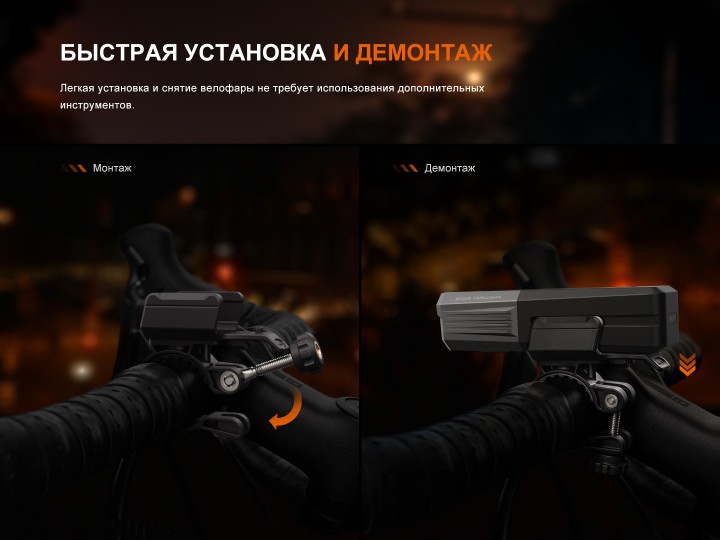 БЫСТРАЯ УСТАНОВКА И ДЕМОНТАЖ
Легкая установка и снятие велофары не требует использования дополнительных
инструментов.
Монтаж
Демонтаж